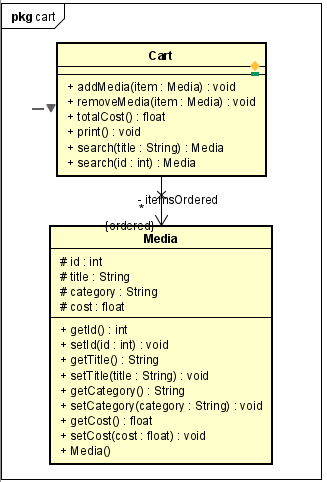 pkg cart
Cart
+ addMedia(item : Media) : void
+ removeMedia(item : Media) : void
+ totalCost() : float
+ print() : void
+ search(title : String) : Media
+ search(id : int) : Media
- itemsOrdered
*
{ordered}
Media
# id : int
# title : String
# category : String
# cost : float
+ getId() : int
+ setId(id : int) : void
+ getTitle() : String
+ setTitle(title : String) : void
+ getCategory() : String
+ setCategory(category : String) : void
+ getCost() : float
+ setCost(cost : float) : void
+ Media()